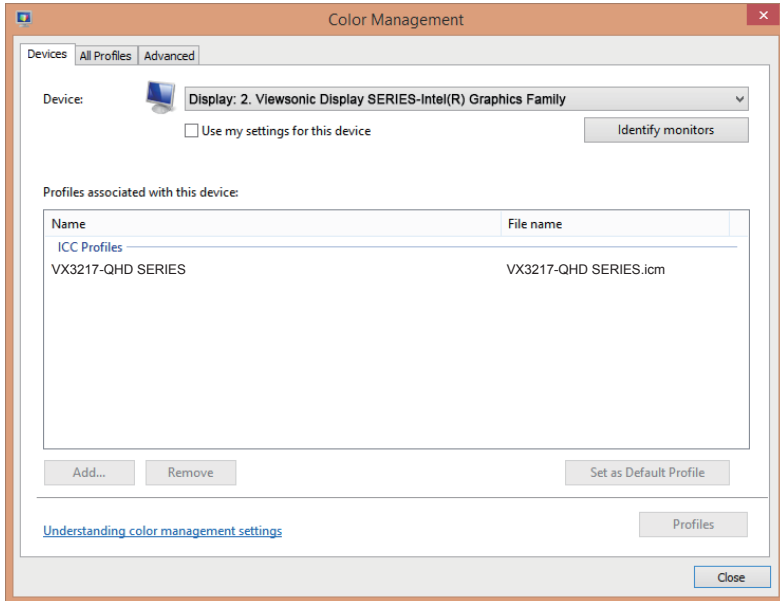 Color Management
Devices All Profiles Advanced
Device: Display: 2. Viewsonic Display SERIES-Intel(R) Graphics Family
Use my settings for this device Identify monitors
Profiles associated with this device:
Name File name
ICC Profiles
VX3217-QHD SERIES VX3217-QHD SERIES.icm
Add... Remove Set as Default Profile
Understanding color management settings Profiles
Close